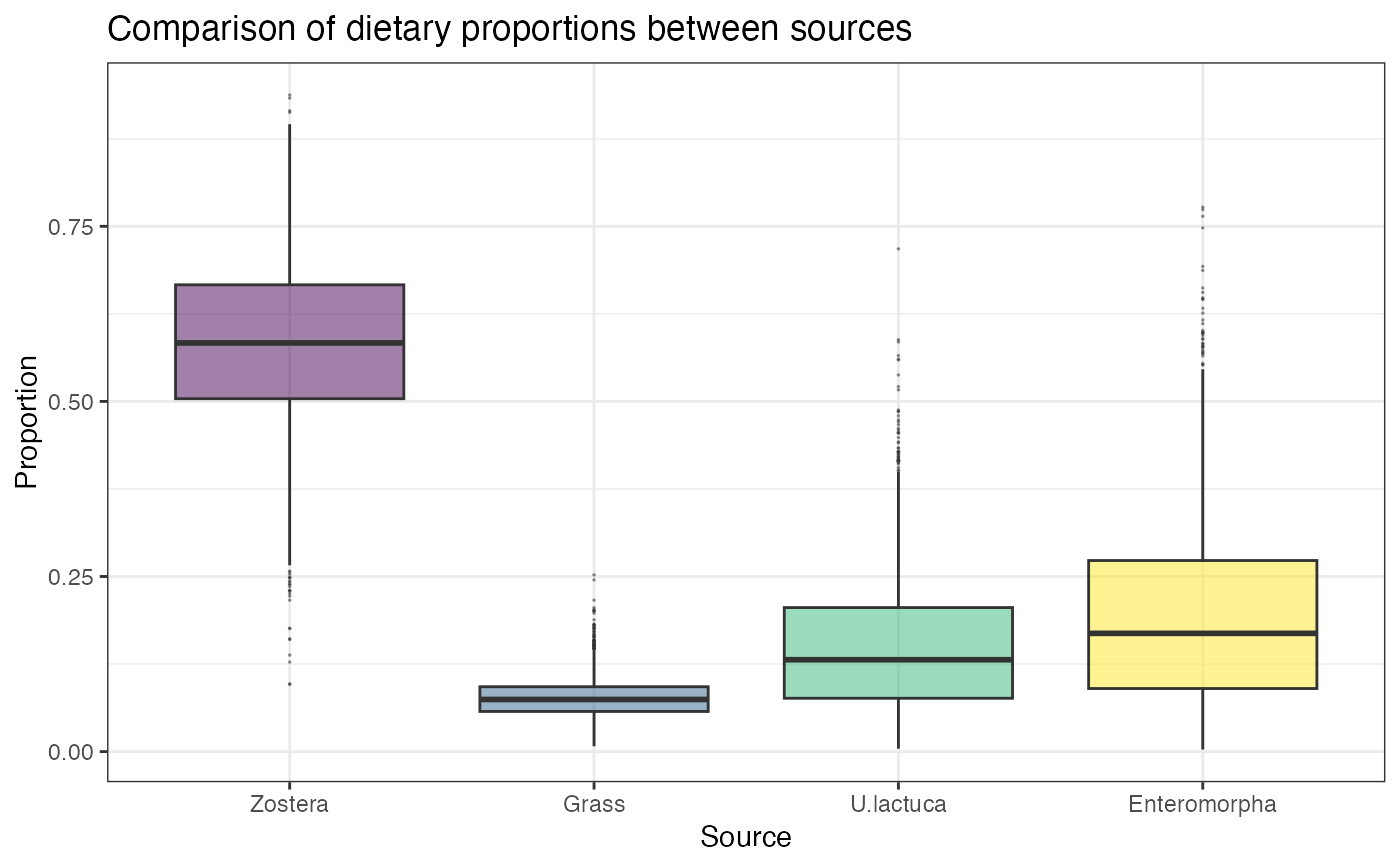 Comparison of dietary proportions between sources
Proportion
0.75
0.50
0.25
0.00
Zostera
Grass
U.lactuca
Enteromorpha
Source